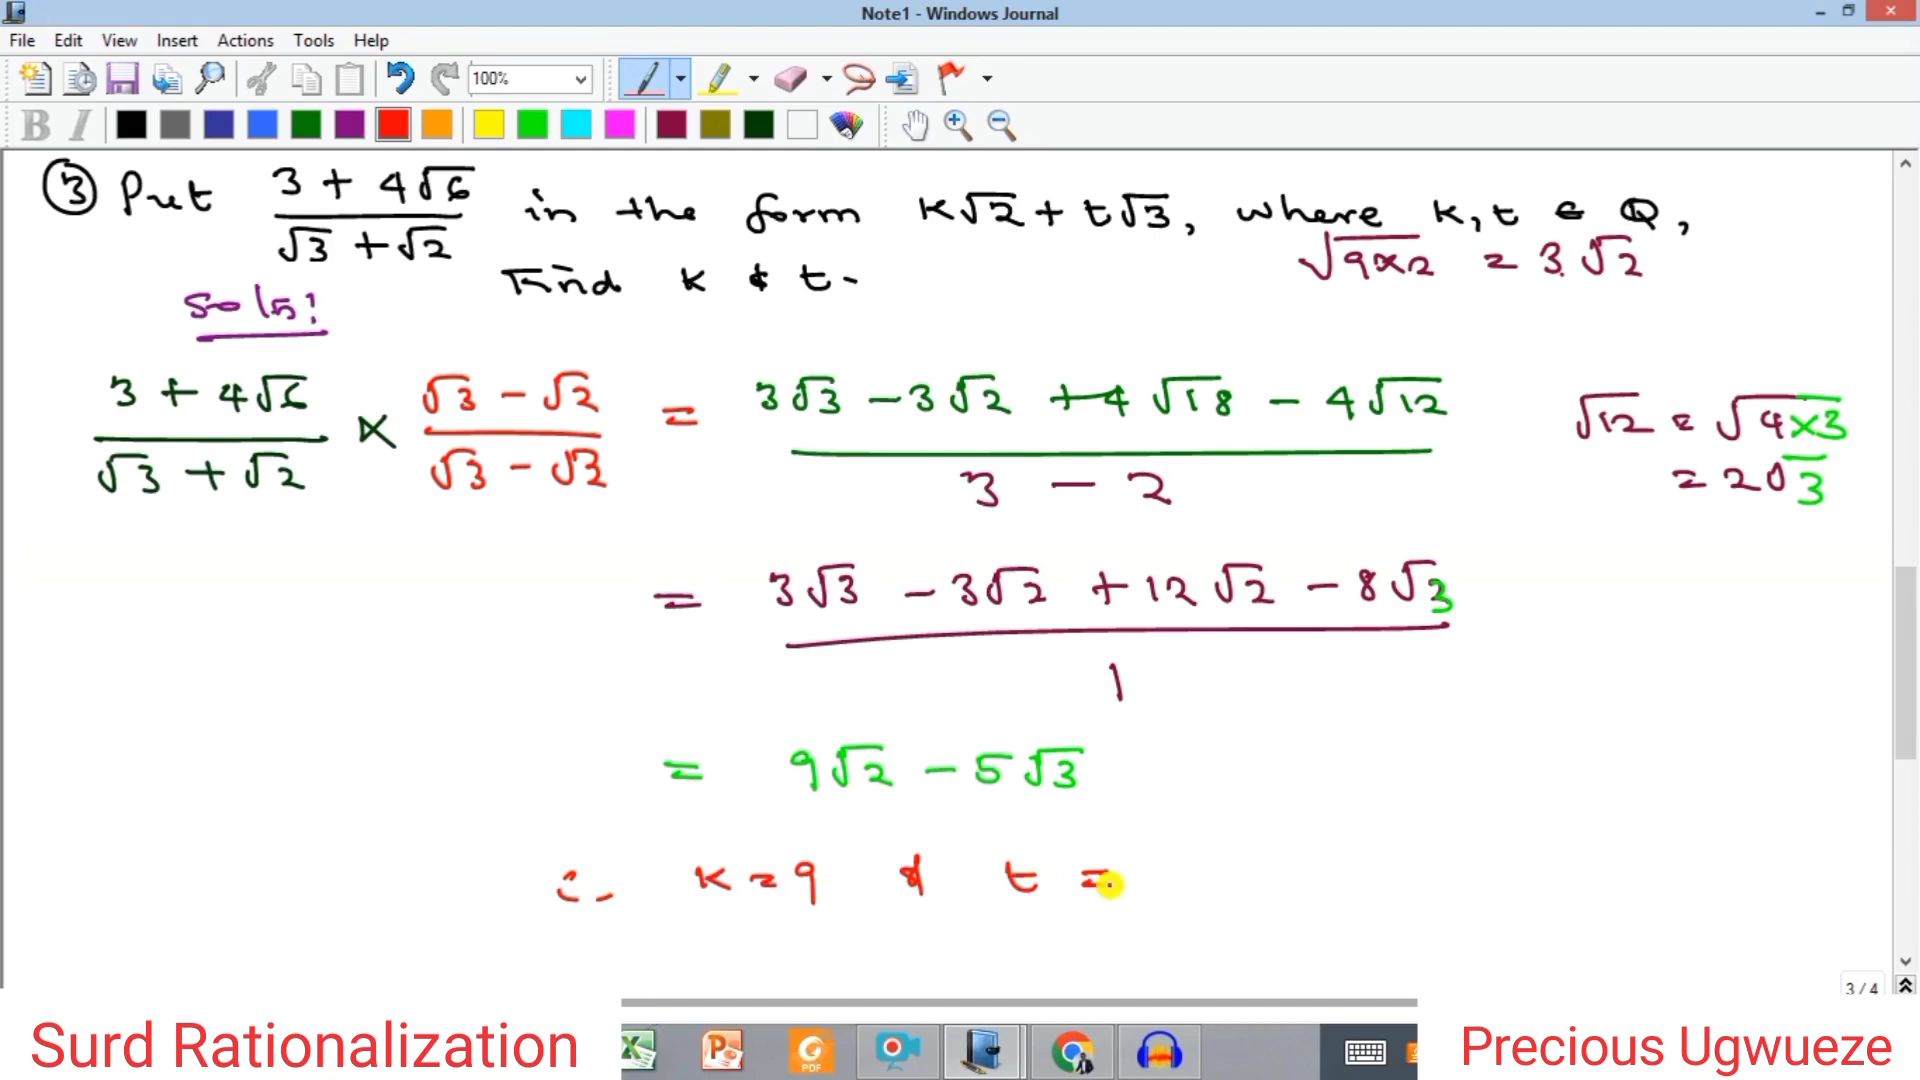 Note1 - Windows Journal
File Edit View Insert Actions Tools Help
100%
B I
③ Put (3 + 4√6)/(√3 + √2) in the form k√2 + t√3, where k, t ∈ ℚ,
Find k & t.
√9×2 = 3√2
Soln:
(3 + 4√6)/(√3 + √2) × (√3 - √2)/(√3 - √2) = (3√3 - 3√2 + 4√18 - 4√12)/(3 - 2)
√12 = √4×3
= 2√3
= (3√3 - 3√2 + 12√2 - 8√3)/1
= 9√2 - 5√3
∴ k = 9 & t =
3 / 4
Surd Rationalization
PDF
Precious Ugwueze